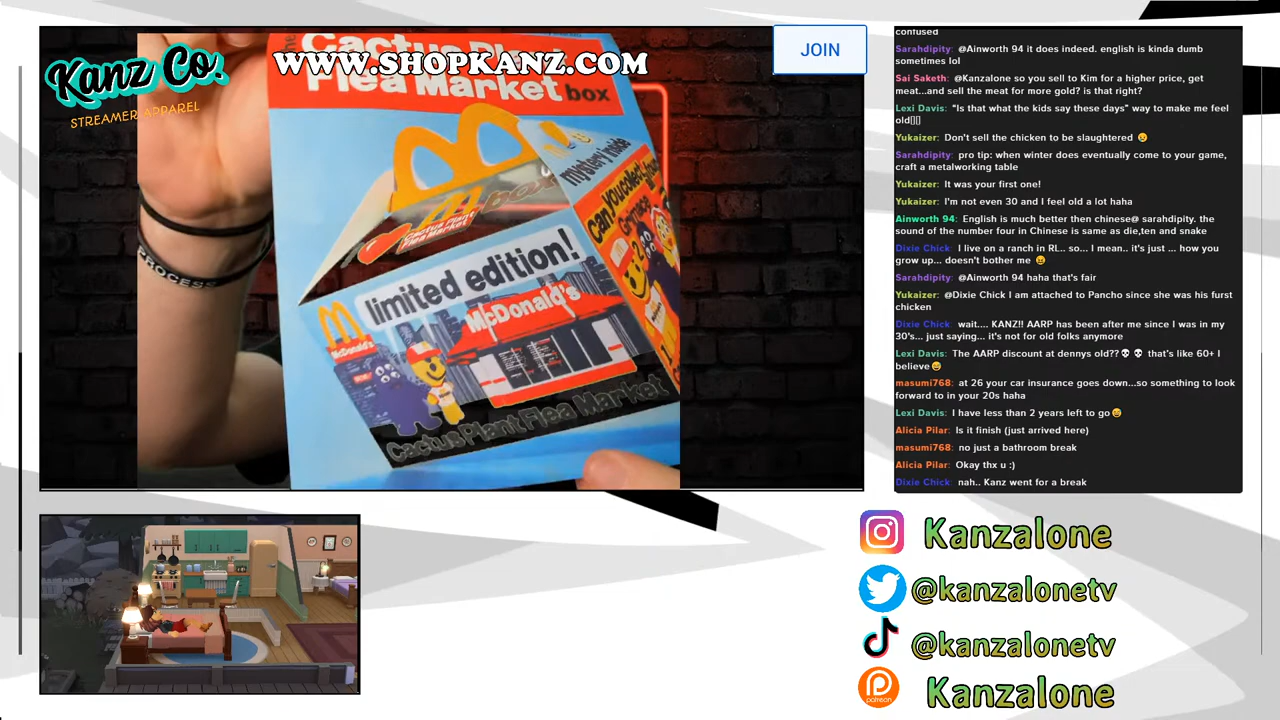 Kanz Co.
STREAMER APPAREL
WWW.SHOPKANZ.COM
JOIN
the
Cactus Plant
Flea Market box
mystery inside
limited edition!
McDonald's
McDonald's
Cactus Plant Flea Market
PROCESS
confused
Sarahdipity: @Ainworth 94 it does indeed. english is kinda dumb
sometimes lol
Sai Saketh: @Kanzalone so you sell to Kim for a higher price, get
meat...and sell the meat for more gold? is that right?
Lexi Davis: "Is that what the kids say these days" way to make me feel
old▯▯
Yukaizer: Don't sell the chicken to be slaughtered 😖
Sarahdipity: pro tip: when winter does eventually come to your game,
craft a metalworking table
Yukaizer: It was your first one!
Yukaizer: I'm not even 30 and I feel old a lot haha
Ainworth 94: English is much better then chinese@ sarahdipity. the
sound of the number four in Chinese is same as die,ten and snake
Dixie Chick: I live on a ranch in RL.. so... I mean.. it's just ... how you
grow up... doesn't bother me 😄
Sarahdipity: @Ainworth 94 haha that's fair
Yukaizer: @Dixie Chick I am attached to Pancho since she was his furst
chicken
Dixie Chick: wait.... KANZ!! AARP has been after me since I was in my
30's... just saying... it's not for old folks anymore
Lexi Davis: The AARP discount at dennys old??💀 💀 that's like 60+ I
believe😅
masumi768: at 26 your car insurance goes down...so something to look
forward to in your 20s haha
Lexi Davis: I have less than 2 years left to go😅
Alicia Pilar: Is it finish (just arrived here)
masumi768: no just a bathroom break
Alicia Pilar: Okay thx u :)
Dixie Chick: nah.. Kanz went for a break
Kanzalone
@kanzalonetv
@kanzalonetv
patreon
Kanzalone